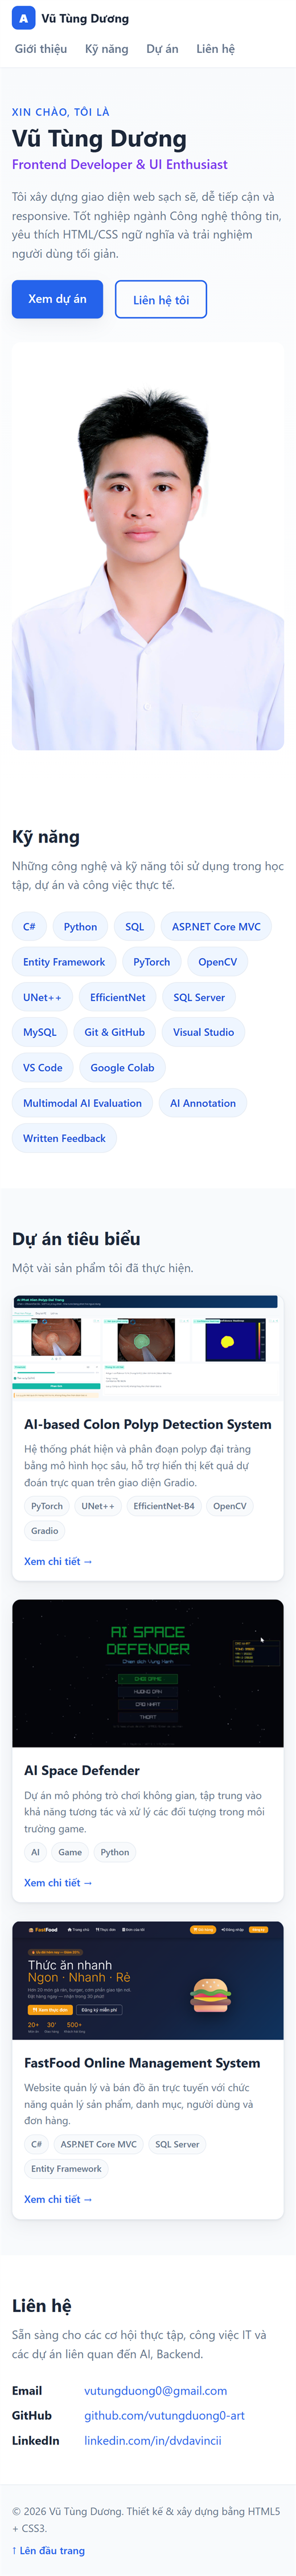 A Vũ Tùng Dương
Giới thiệu Kỹ năng Dự án Liên hệ
XIN CHÀO, TÔI LÀ
Vũ Tùng Dương
Frontend Developer & UI Enthusiast
Tôi xây dựng giao diện web sạch sẽ, dễ tiếp cận và
responsive. Tốt nghiệp ngành Công nghệ thông tin,
yêu thích HTML/CSS ngữ nghĩa và trải nghiệm
người dùng tối giản.
Xem dự án Liên hệ tôi
Kỹ năng
Những công nghệ và kỹ năng tôi sử dụng trong học
tập, dự án và công việc thực tế.
C# Python SQL ASP.NET Core MVC
Entity Framework PyTorch OpenCV
UNet++ EfficientNet SQL Server
MySQL Git & GitHub Visual Studio
VS Code Google Colab
Multimodal AI Evaluation AI Annotation
Written Feedback
Dự án tiêu biểu
Một vài sản phẩm tôi đã thực hiện.
AI-based Colon Polyp Detection System
Hệ thống phát hiện và phân đoạn polyp đại tràng
bằng mô hình học sâu, hỗ trợ hiển thị kết quả dự
đoán trực quan trên giao diện Gradio.
PyTorch UNet++ EfficientNet-B4 OpenCV
Gradio
Xem chi tiết →
AI SPACE
DEFENDER
AI Space Defender
Dự án mô phỏng trò chơi không gian, tập trung vào
khả năng tương tác và xử lý các đối tượng trong môi
trường game.
AI Game Python
Xem chi tiết →
FastFood
Thức ăn nhanh
Ngon · Nhanh · Rẻ
20+ 30' 500+
FastFood Online Management System
Website quản lý và bán đồ ăn trực tuyến với chức
năng quản lý sản phẩm, danh mục, người dùng và
đơn hàng.
C# ASP.NET Core MVC SQL Server
Entity Framework
Xem chi tiết →
Liên hệ
Sẵn sàng cho các cơ hội thực tập, công việc IT và
các dự án liên quan đến AI, Backend.
Email vutungduong0@gmail.com
GitHub github.com/vutungduong0-art
LinkedIn linkedin.com/in/dvdavincii
© 2026 Vũ Tùng Dương. Thiết kế & xây dựng bằng HTML5
+ CSS3.
↑ Lên đầu trang